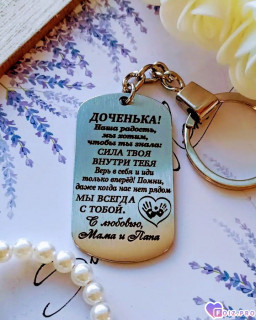 ДОЧЕНЬКА!
Наша радость,
мы хотим,
чтобы ты знала:
СИЛА ТВОЯ
ВНУТРИ ТЕБЯ
Верь в себя и иди
только вперёд! Помни,
даже когда нас нет рядом
МЫ ВСЕГДА
С ТОБОЙ.
С любовью,
Мама и Папа